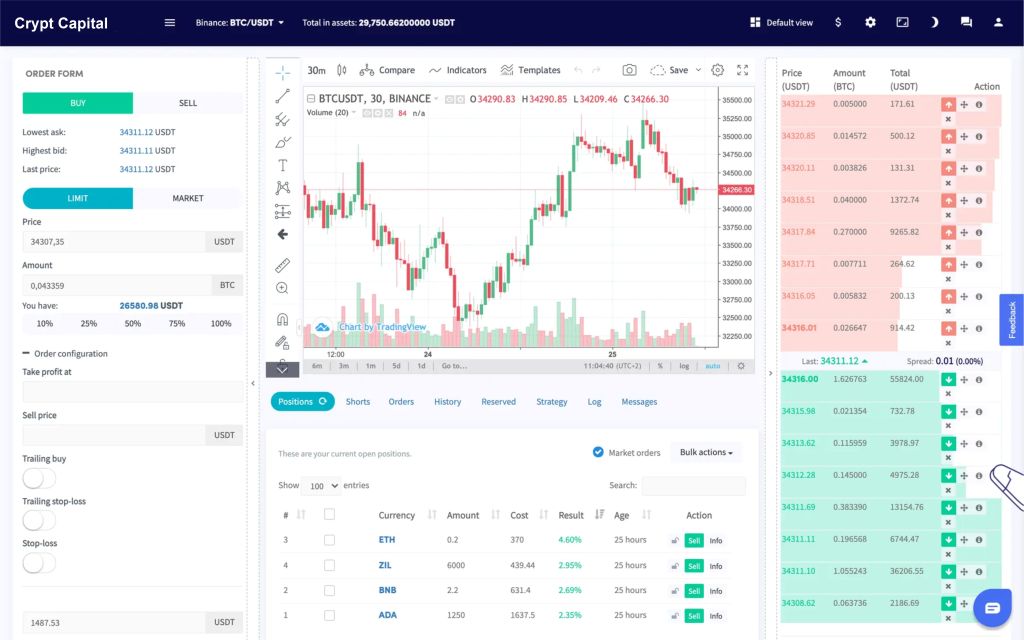 Crypt Capital
Binance: BTC/USDT
Total in assets: 29,750.66200000 USDT
Default view
$
ORDER FORM
BUY SELL
Lowest ask: 34311.12 USDT
Highest bid: 34311.11 USDT
Last price: 34311.12 USDT
LIMIT MARKET
Price
34307,35 USDT
Amount
0,043359 BTC
You have: 26580.98 USDT
10% 25% 50% 75% 100%
Order configuration
Take profit at
Sell price
USDT
Trailing buy
Trailing stop-loss
Stop-loss
1487.53 USDT
30m Compare Indicators Templates Save
BTCUSDT, 30, BINANCE O34290.83 H34290.85 L34209.46 C34266.30
Volume (20) 84 n/a
35500.00
35250.00
35000.00
34750.00
34500.00
34266.30
34000.00
33750.00
33500.00
33250.00
33000.00
32750.00
32500.00
32250.00
Chart by TradingView
12:00 24 25
6m 3m 1m 5d 1d Go to... 11:04:40 (UTC+2) % log auto
Positions Shorts Orders History Reserved Strategy Log Messages
These are your current open positions.
Market orders
Bulk actions
Show 100 entries
Search:
# Currency Amount Cost Result Age Action
3 ETH 0.2 370 4.60% 25 hours Sell Info
4 ZIL 6000 439.44 2.95% 25 hours Sell Info
2 BNB 2.2 631.4 2.69% 25 hours Sell Info
1 ADA 1250 1637.5 2.35% 25 hours Sell Info
Price (USDT) Amount (BTC) Total (USDT) Action
34321.29 0.005000 171.61
34320.85 0.014572 500.12
34320.11 0.003826 131.31
34318.51 0.040000 1372.74
34317.84 0.270000 9265.82
34317.71 0.007711 264.62
34316.05 0.005832 200.13
34316.01 0.026647 914.42
Last: 34311.12 Spread: 0.01 (0.00%)
34316.00 1.626763 55824.00
34315.98 0.021354 732.78
34313.62 0.115959 3978.97
34312.28 0.145000 4975.28
34311.69 0.383390 13154.76
34311.11 0.196568 6744.47
34311.10 1.055243 36206.55
34308.62 0.063736 2186.69
Feedback